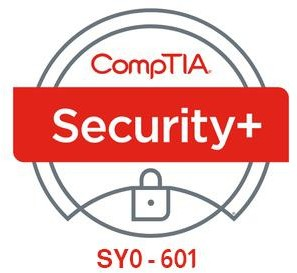 CompTIA.
Security+
SY0 - 601